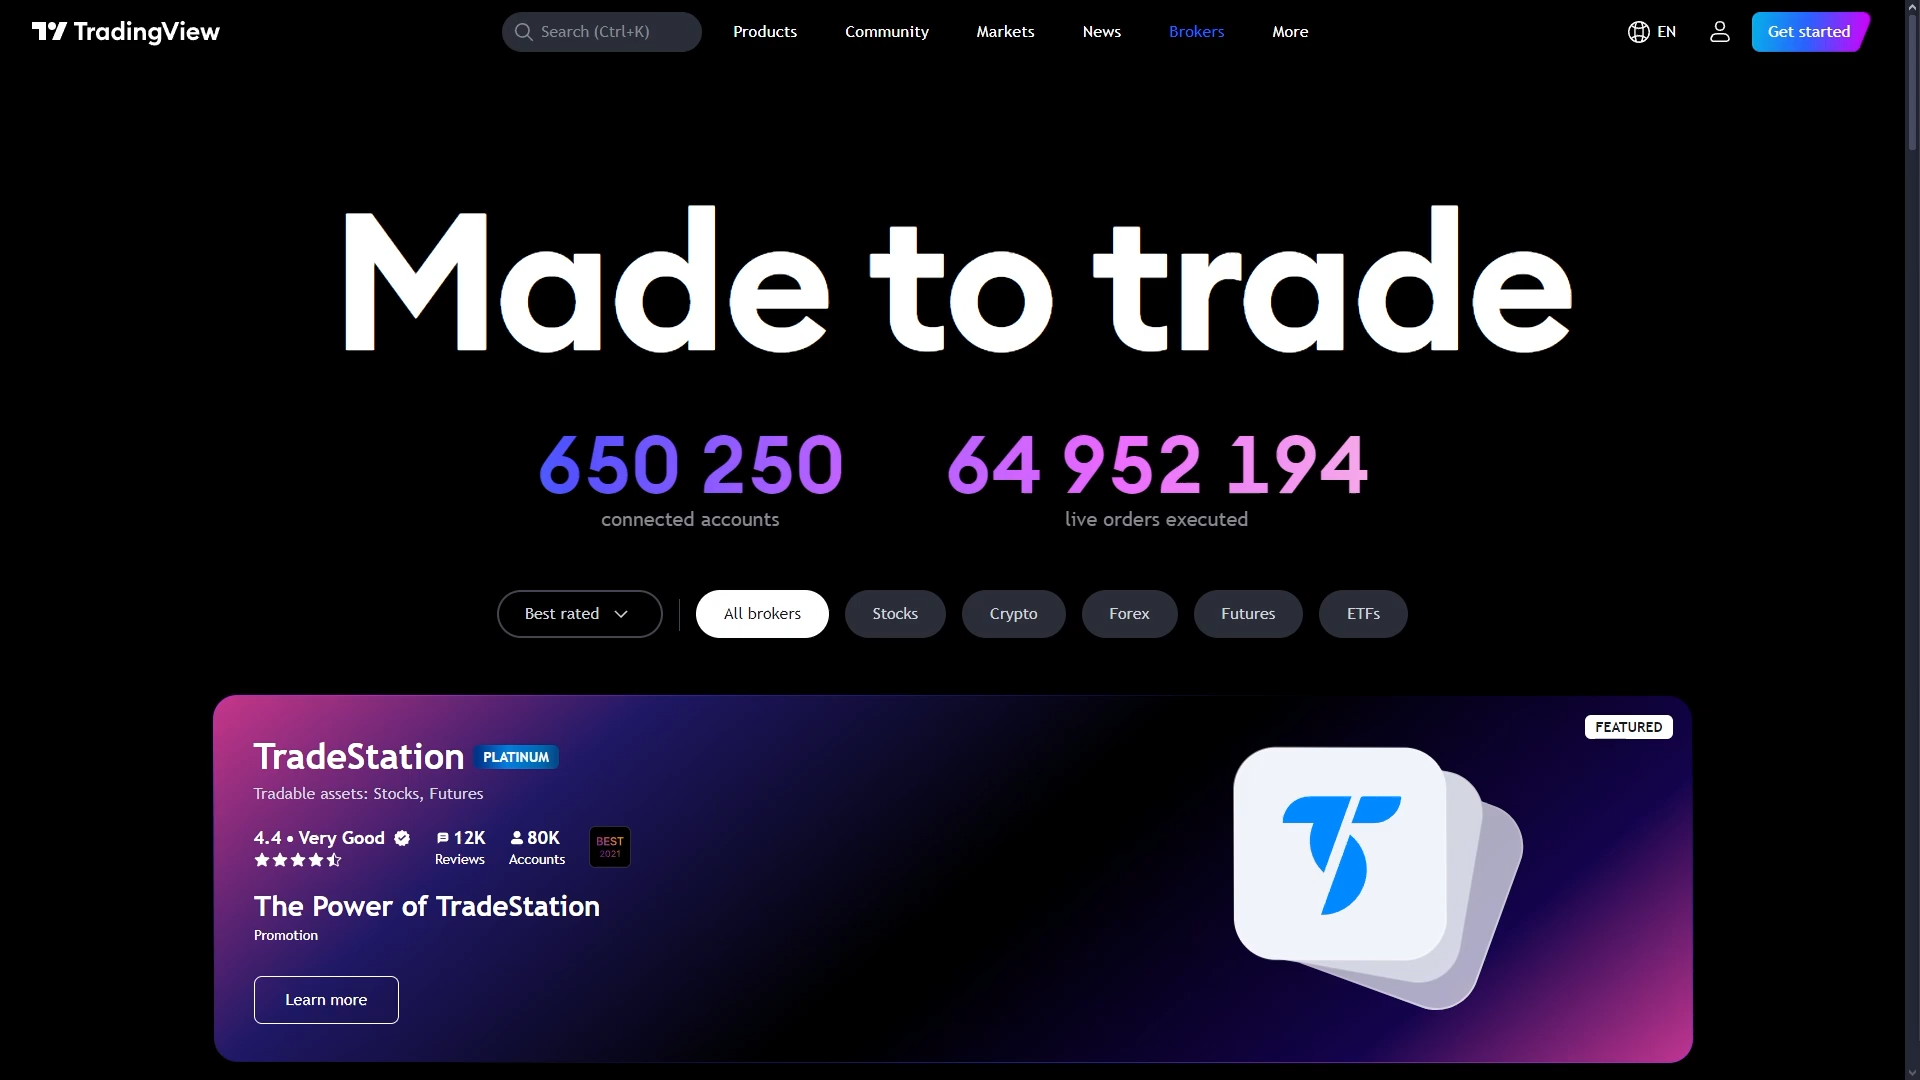 TradingView
Search (Ctrl+K)
Products
Community
Markets
News
Brokers
More
EN
Get started
Made to trade
650 250
connected accounts
64 952 194
live orders executed
Best rated
All brokers
Stocks
Crypto
Forex
Futures
ETFs
FEATURED
TradeStation PLATINUM
Tradable assets: Stocks, Futures
4.4 • Very Good
12K
Reviews
80K
Accounts
BEST
2021
The Power of TradeStation
Promotion
Learn more